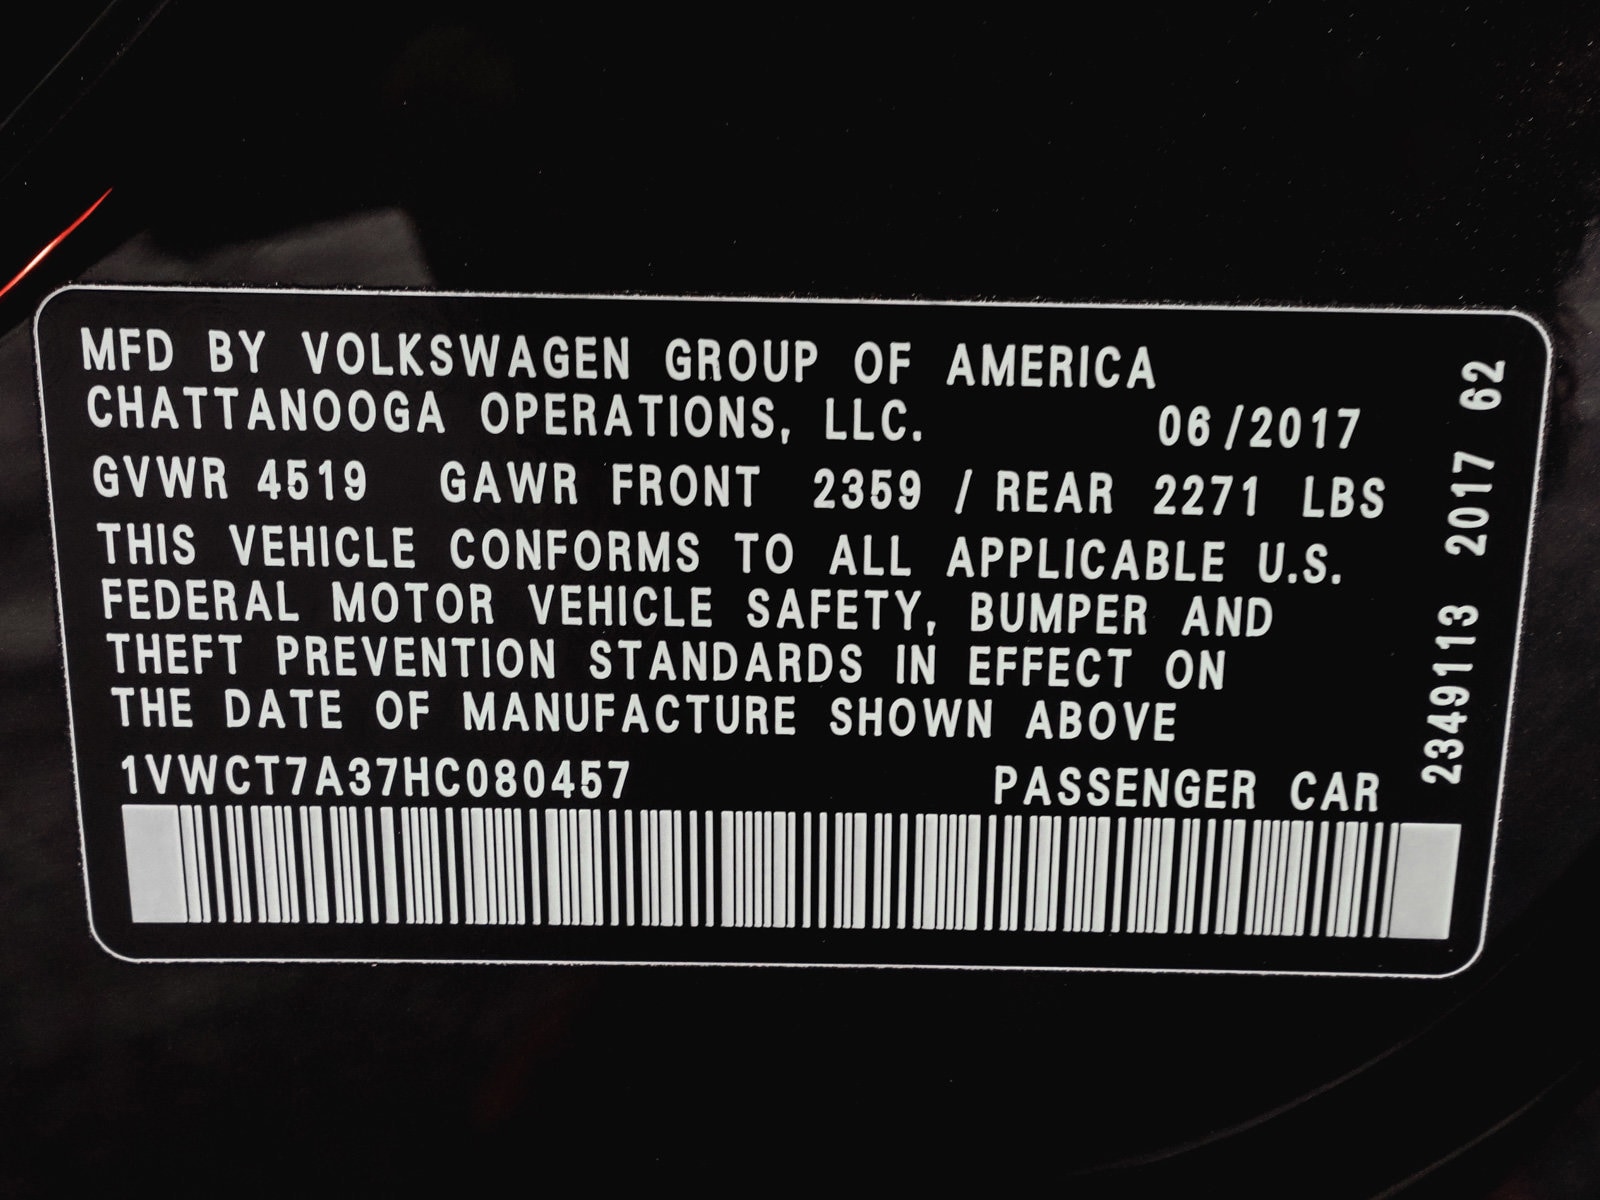 MFD BY VOLKSWAGEN GROUP OF AMERICA
CHATTANOOGA OPERATIONS, LLC. 06/2017
GVWR 4519 GAWR FRONT 2359 / REAR 2271 LBS
THIS VEHICLE CONFORMS TO ALL APPLICABLE U.S.
FEDERAL MOTOR VEHICLE SAFETY, BUMPER AND
THEFT PREVENTION STANDARDS IN EFFECT ON
THE DATE OF MANUFACTURE SHOWN ABOVE
1VWCT7A37HC080457 PASSENGER CAR
2349113 2017 62